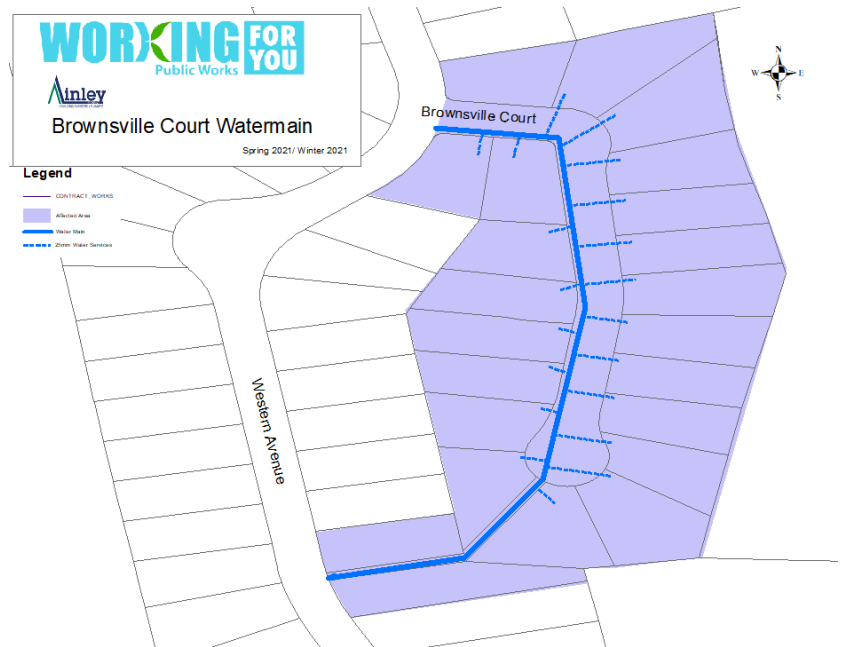 WORKING FOR YOU
Public Works
Ainley
Brownsville Court Watermain
Spring 2021/ Winter 2021
Legend
CONTRACT_WORKS
Affected Area
Water Main
25mm Water Services
Brownsville Court
Western Avenue
N
W E
S